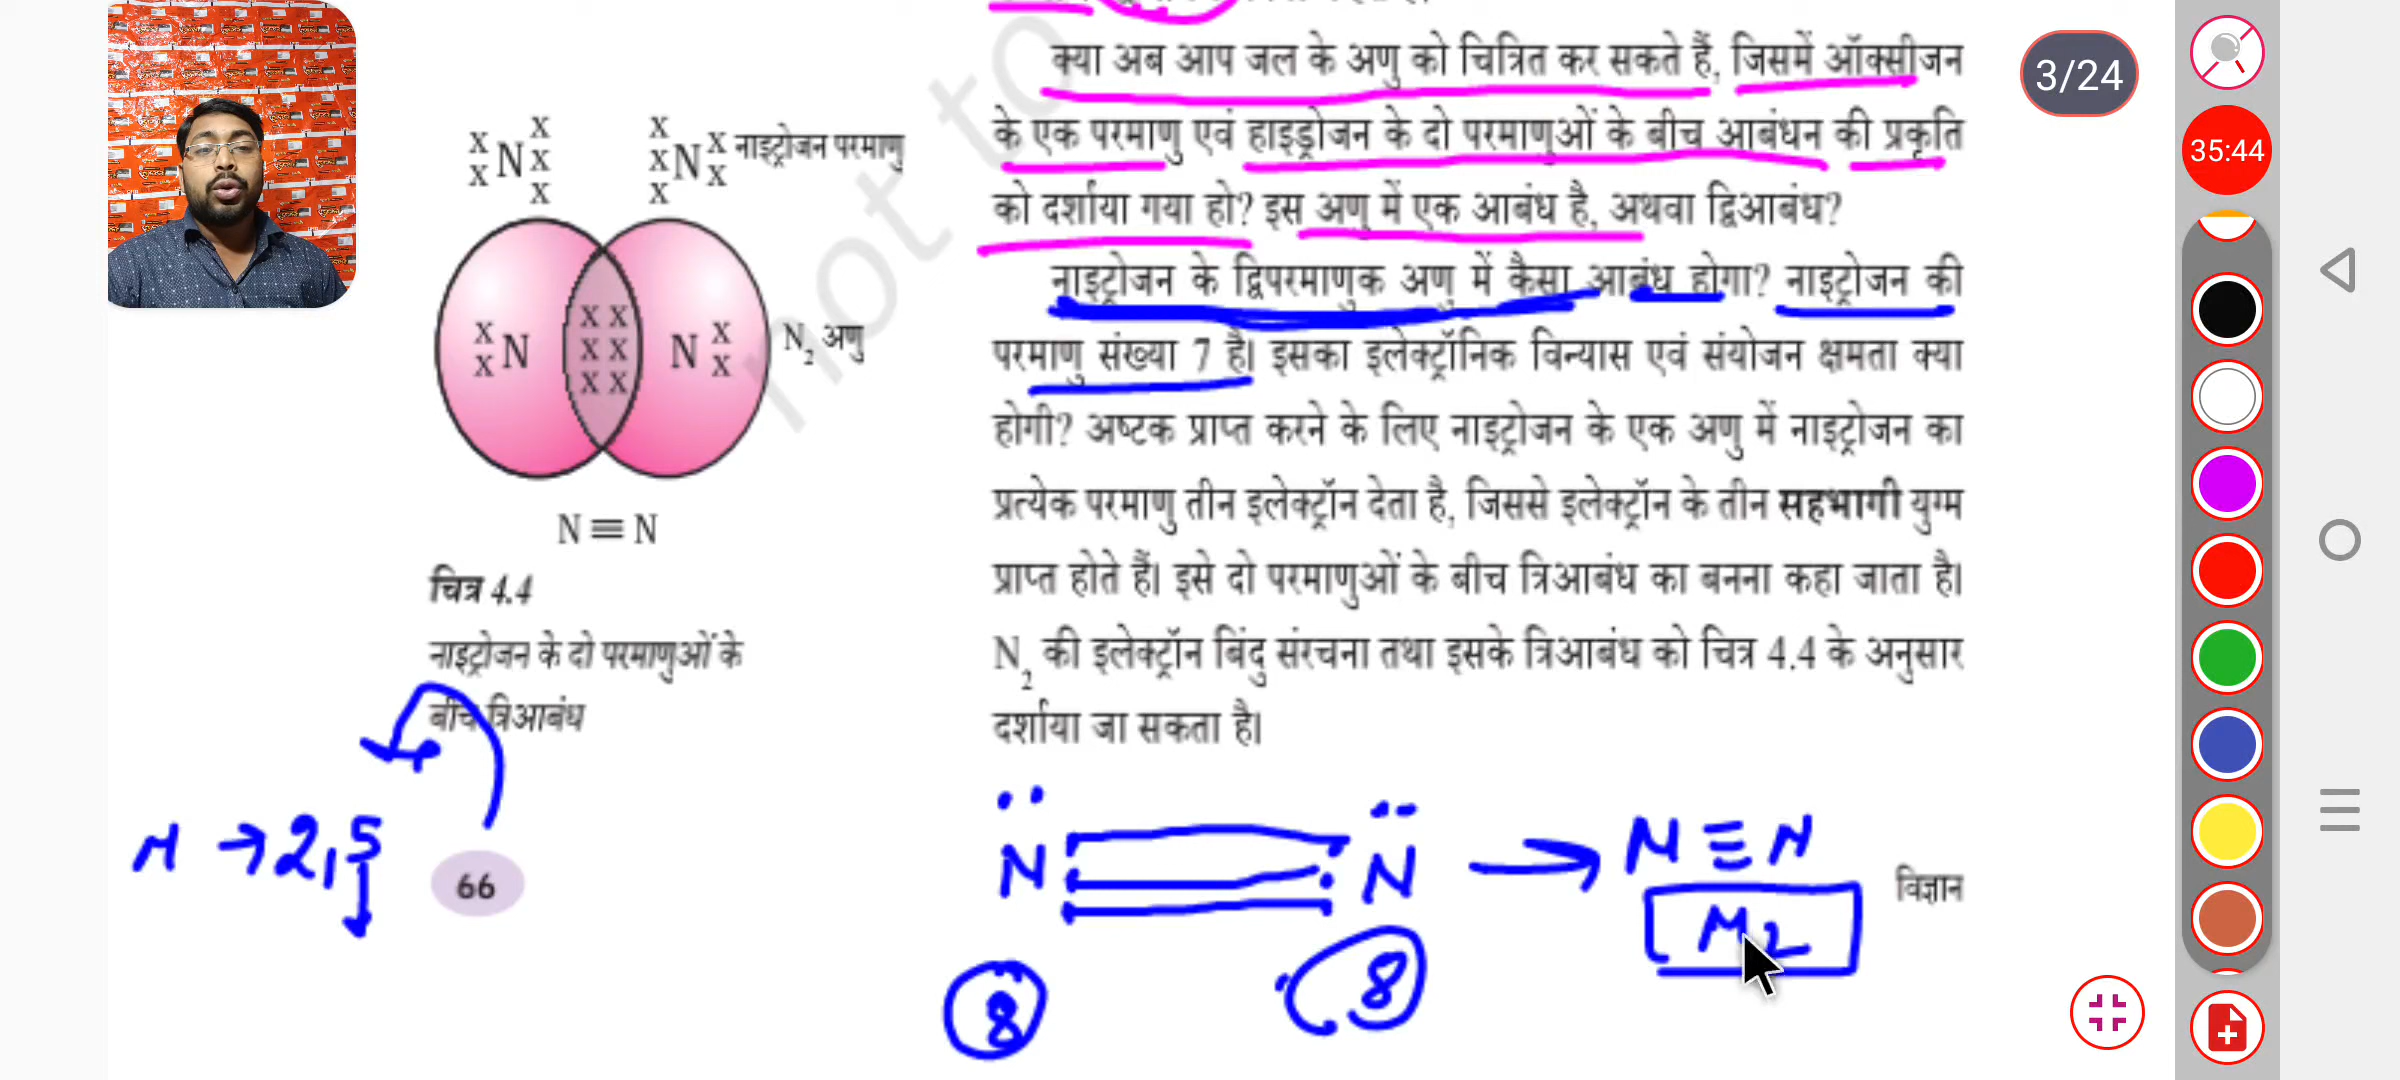 क्या अब आप जल के अणु को चित्रित कर सकते हैं, जिसमें ऑक्सीजन
के एक परमाणु एवं हाइड्रोजन के दो परमाणुओं के बीच आबंधन की प्रकृति
को दर्शाया गया हो? इस अणु में एक आबंध है, अथवा द्विआबंध?
नाइट्रोजन के द्विपरमाणुक अणु में कैसा आबंध होगा? नाइट्रोजन की
परमाणु संख्या 7 है। इसका इलेक्ट्रॉनिक विन्यास एवं संयोजन क्षमता क्या
होगी? अष्टक प्राप्त करने के लिए नाइट्रोजन के एक अणु में नाइट्रोजन का
प्रत्येक परमाणु तीन इलेक्ट्रॉन देता है, जिससे इलेक्ट्रॉन के तीन सहभागी युग्म
प्राप्त होते हैं। इसे दो परमाणुओं के बीच त्रिआबंध का बनना कहा जाता है।
N2 की इलेक्ट्रॉन बिंदु संरचना तथा इसके त्रिआबंध को चित्र 4.4 के अनुसार
दर्शाया जा सकता है।
x x N x x x
x x x N x x नाइट्रोजन परमाणु
x x N x x x x x x N x x N2 अणु
N ≡ N
चित्र 4.4
नाइट्रोजन के दो परमाणुओं के
बीच त्रिआबंध
N → 2,5
66
N N → N ≡ N
N2
8 8
विज्ञान
not to
3/24
35:44